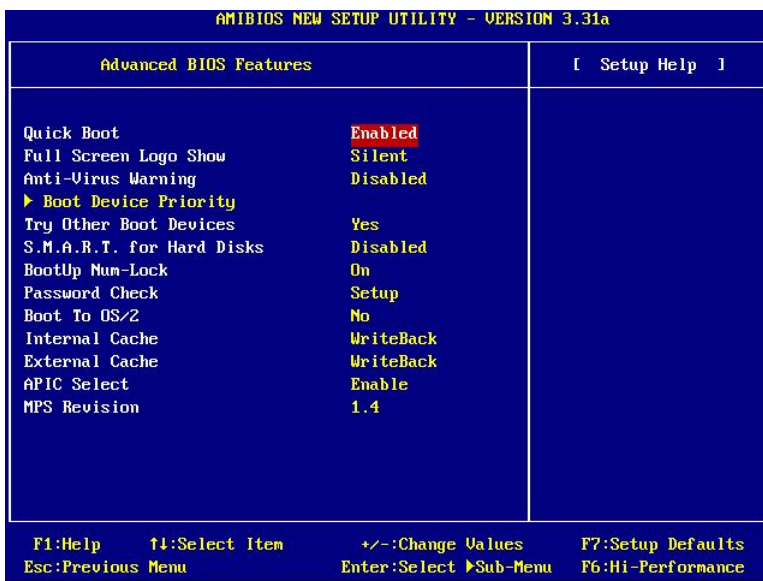 AMIBIOS NEW SETUP UTILITY - VERSION 3.31a
Advanced BIOS Features
[ Setup Help ]
Quick Boot Enabled
Full Screen Logo Show Silent
Anti-Virus Warning Disabled
▶ Boot Device Priority
Try Other Boot Devices Yes
S.M.A.R.T. for Hard Disks Disabled
BootUp Num-Lock On
Password Check Setup
Boot To OS/2 No
Internal Cache WriteBack
External Cache WriteBack
APIC Select Enable
MPS Revision 1.4
F1:Help ↑↓:Select Item +/-:Change Values F7:Setup Defaults
Esc:Previous Menu Enter:Select ▶Sub-Menu F6:Hi-Performance